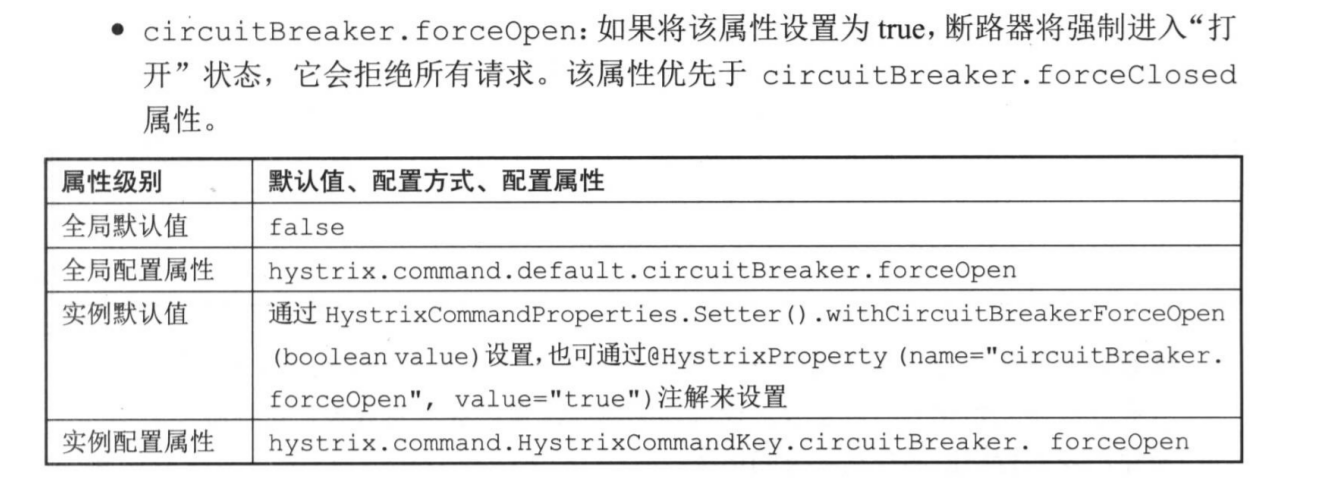 • circuitBreaker.forceOpen：如果将该属性设置为 true，断路器将强制进入“打
开”状态，它会拒绝所有请求。该属性优先于 circuitBreaker.forceClosed
属性。
属性级别 默认值、配置方式、配置属性
全局默认值 false
全局配置属性 hystrix.command.default.circuitBreaker.forceOpen
实例默认值 通过 HystrixCommandProperties.Setter().withCircuitBreakerForceOpen
(boolean value)设置，也可通过@HystrixProperty (name="circuitBreaker.
forceOpen", value="true")注解来设置
实例配置属性 hystrix.command.HystrixCommandKey.circuitBreaker. forceOpen